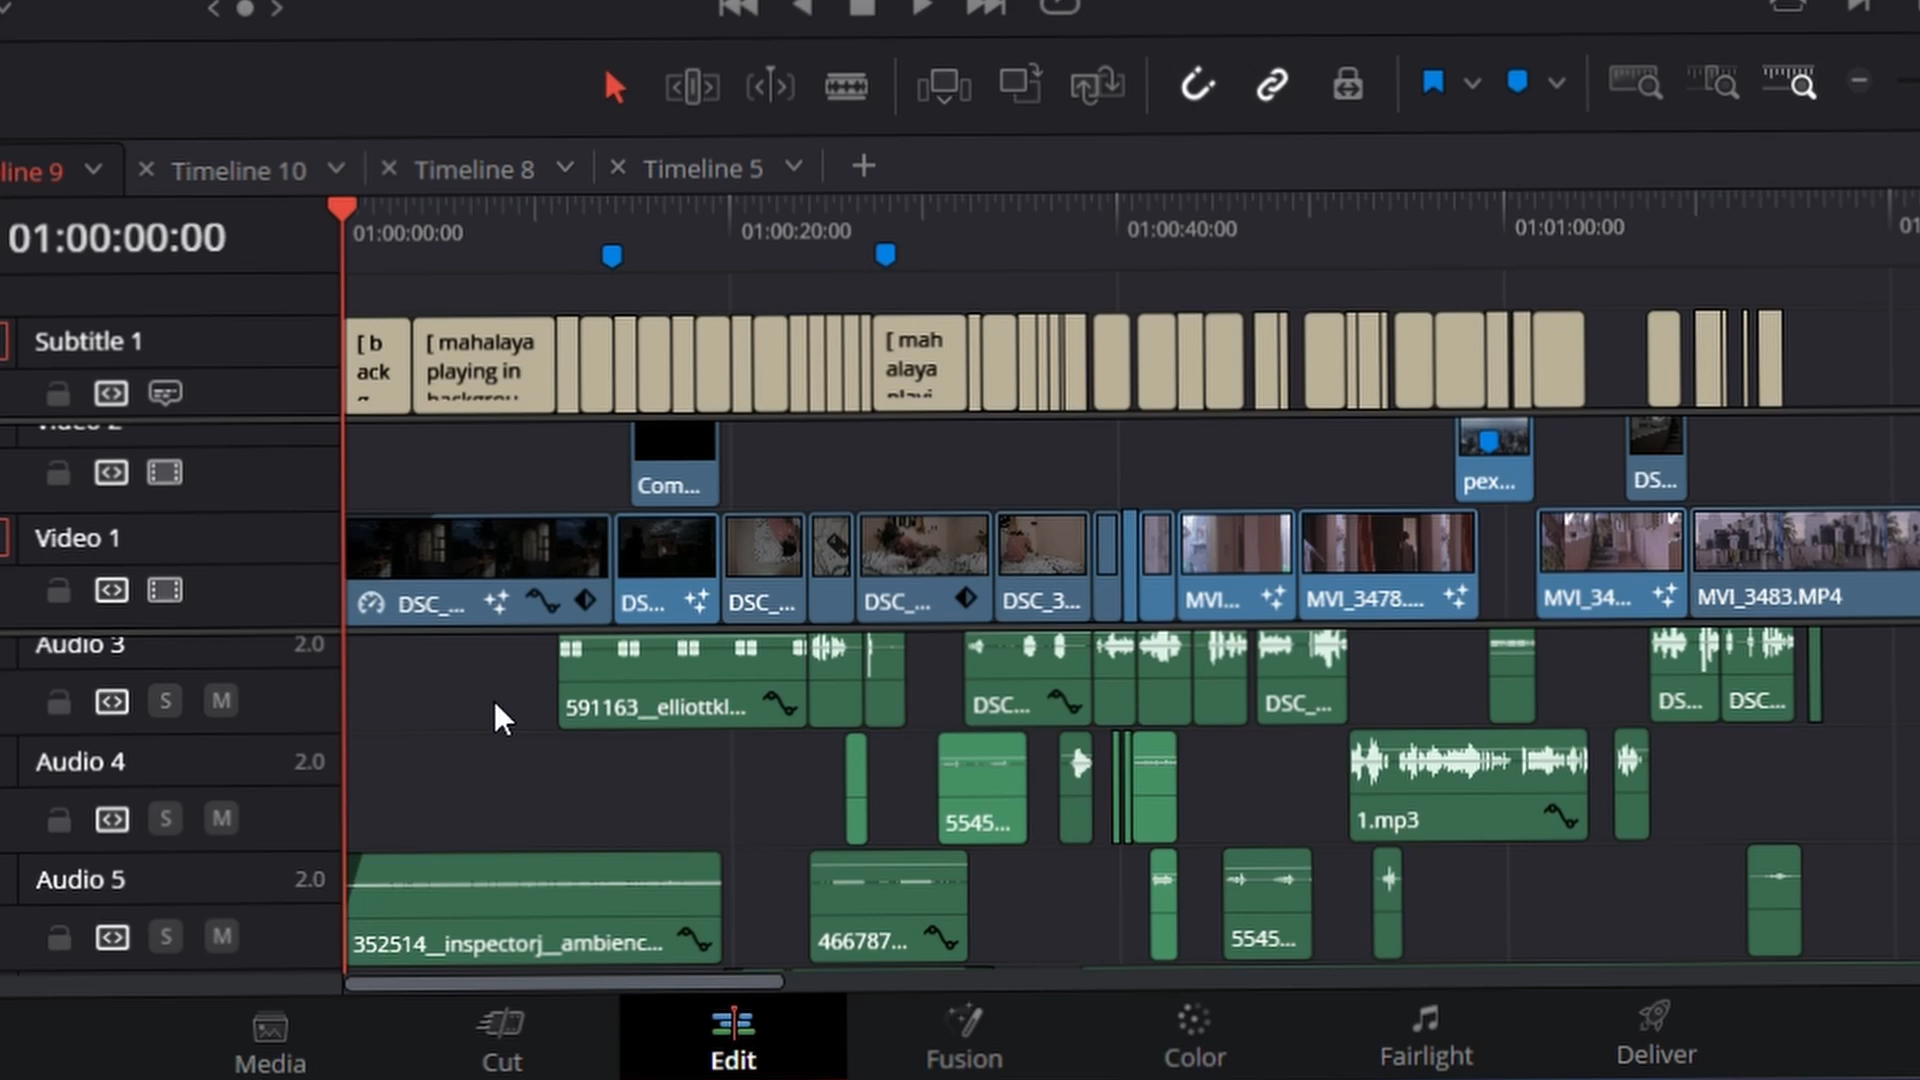 line 9
Timeline 10
Timeline 8
Timeline 5
01:00:00:00
01:00:00:00
01:00:20:00
01:00:40:00
01:01:00:00
01
Subtitle 1
[ b
ack
[ mahalaya
playing in
backgrou
[ mah
alaya
playi
Video 2
Com...
pex...
DS...
Video 1
DSC_...
DS...
DSC_...
DSC_...
DSC_3...
MVI...
MVI_3478....
MVI_34...
MVI_3483.MP4
Audio 3
2.0
S
M
591163__elliottkl...
DSC...
DSC_...
DS...
DSC...
Audio 4
2.0
S
M
5545...
1.mp3
Audio 5
2.0
S
M
352514__inspectorj__ambienc...
466787...
5545...
Media
Cut
Edit
Fusion
Color
Fairlight
Deliver